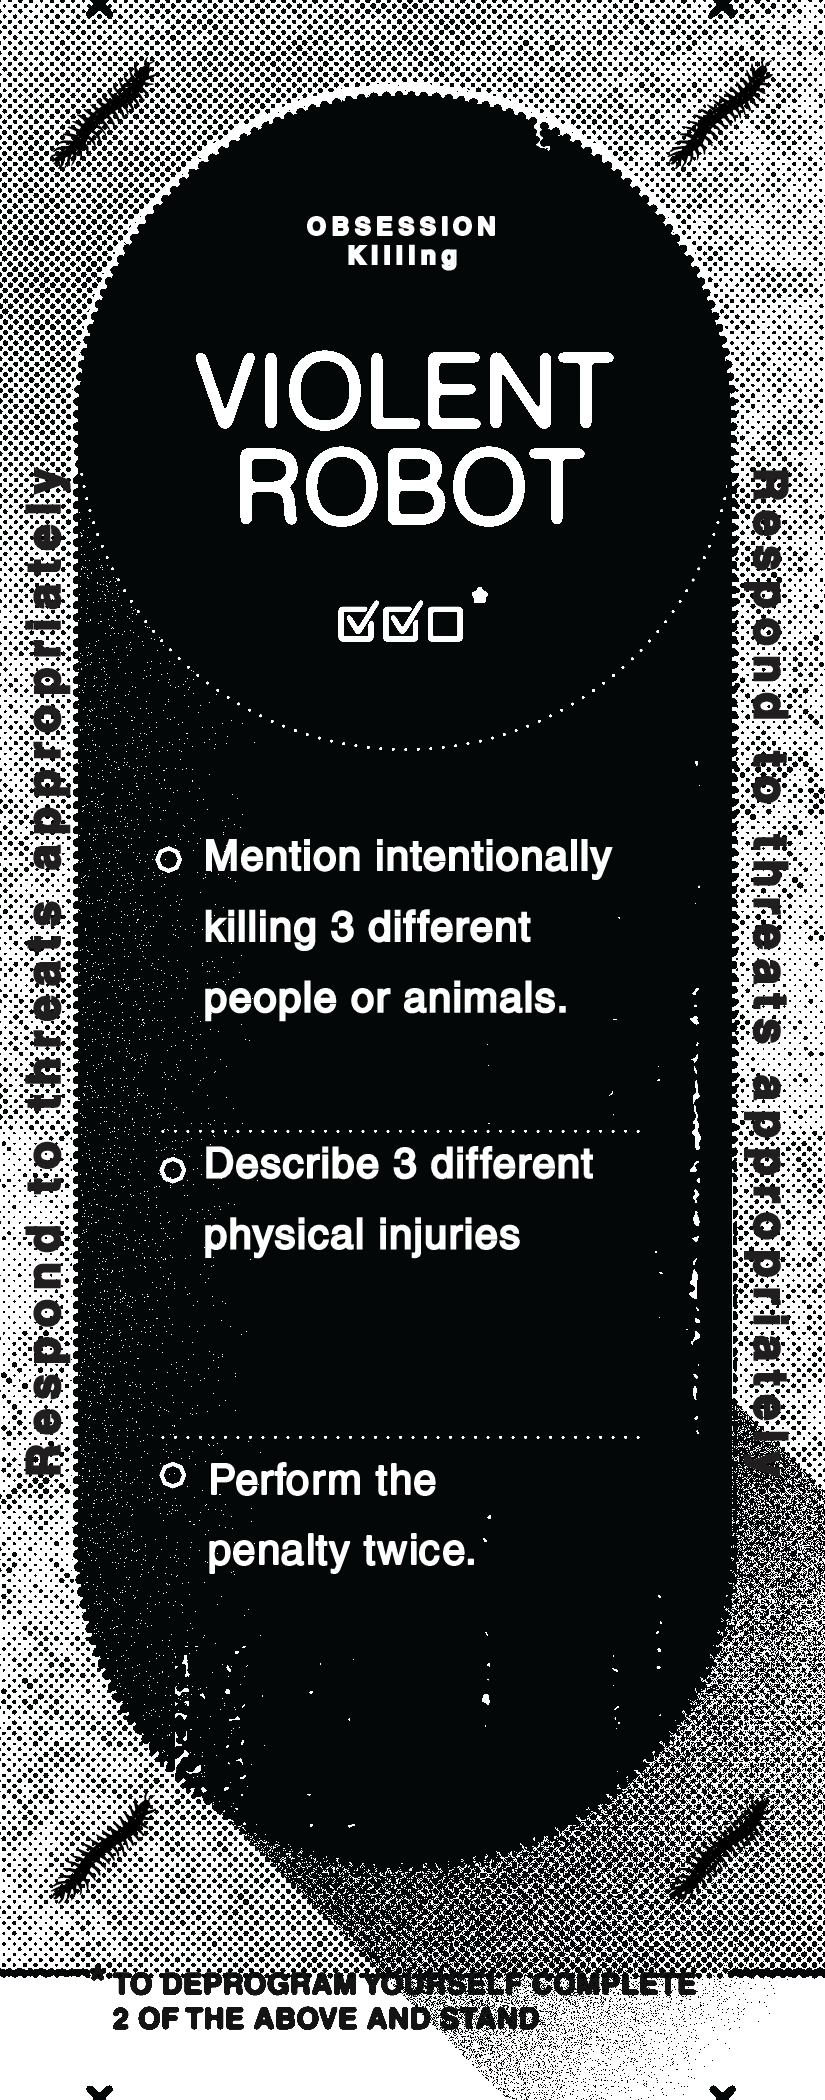 OBSESSION
Killing
VIOLENT
ROBOT
*
Mention intentionally
killing 3 different
people or animals.
Describe 3 different
physical injuries
Perform the
penalty twice.
Respond to threats appropriately
Respond to threats appropriately
*TO DEPROGRAM YOURSELF COMPLETE
2 OF THE ABOVE AND STAND